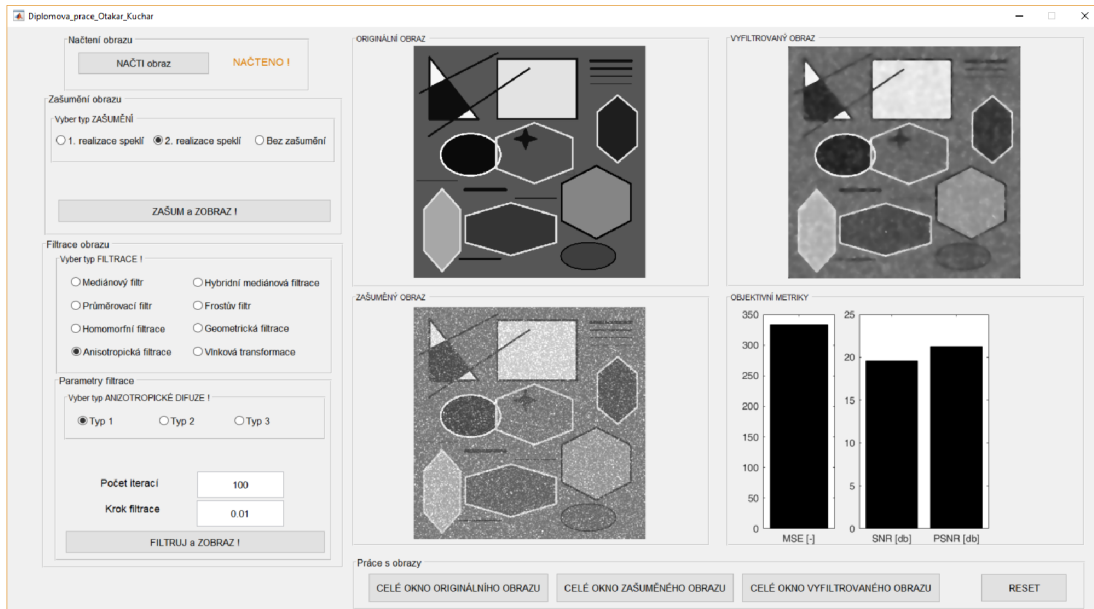 Diplomova_prace_Otakar_Kuchar
Načtení obrazu
NAČTI obraz
NAČTENO !
Zašumění obrazu
Vyber typ ZAŠUMĚNÍ
1. realizace speklí
2. realizace speklí
Bez zašumění
ZAŠUM a ZOBRAZ !
Filtrace obrazu
Vyber typ FILTRACE !
Mediánový filtr
Hybridní mediánová filtrace
Průměrovací filtr
Frostův filtr
Homomorfní filtrace
Geometrická filtrace
Anisotropická filtrace
Vlnková transformace
Parametry filtrace
Vyber typ ANIZOTROPICKÉ DIFUZE !
Typ 1
Typ 2
Typ 3
Počet iterací
100
Krok filtrace
0.01
FILTRUJ a ZOBRAZ !
ORIGINÁLNÍ OBRAZ
VYFILTROVANÝ OBRAZ
ZAŠUMĚNÝ OBRAZ
OBJEKTIVNÍ METRIKY
350
300
250
200
150
100
50
0
MSE [-]
25
20
15
10
5
0
SNR [db]
PSNR [db]
Práce s obrazy
CELÉ OKNO ORIGINÁLNÍHO OBRAZU
CELÉ OKNO ZAŠUMĚNÉHO OBRAZU
CELÉ OKNO VYFILTROVANÉHO OBRAZU
RESET